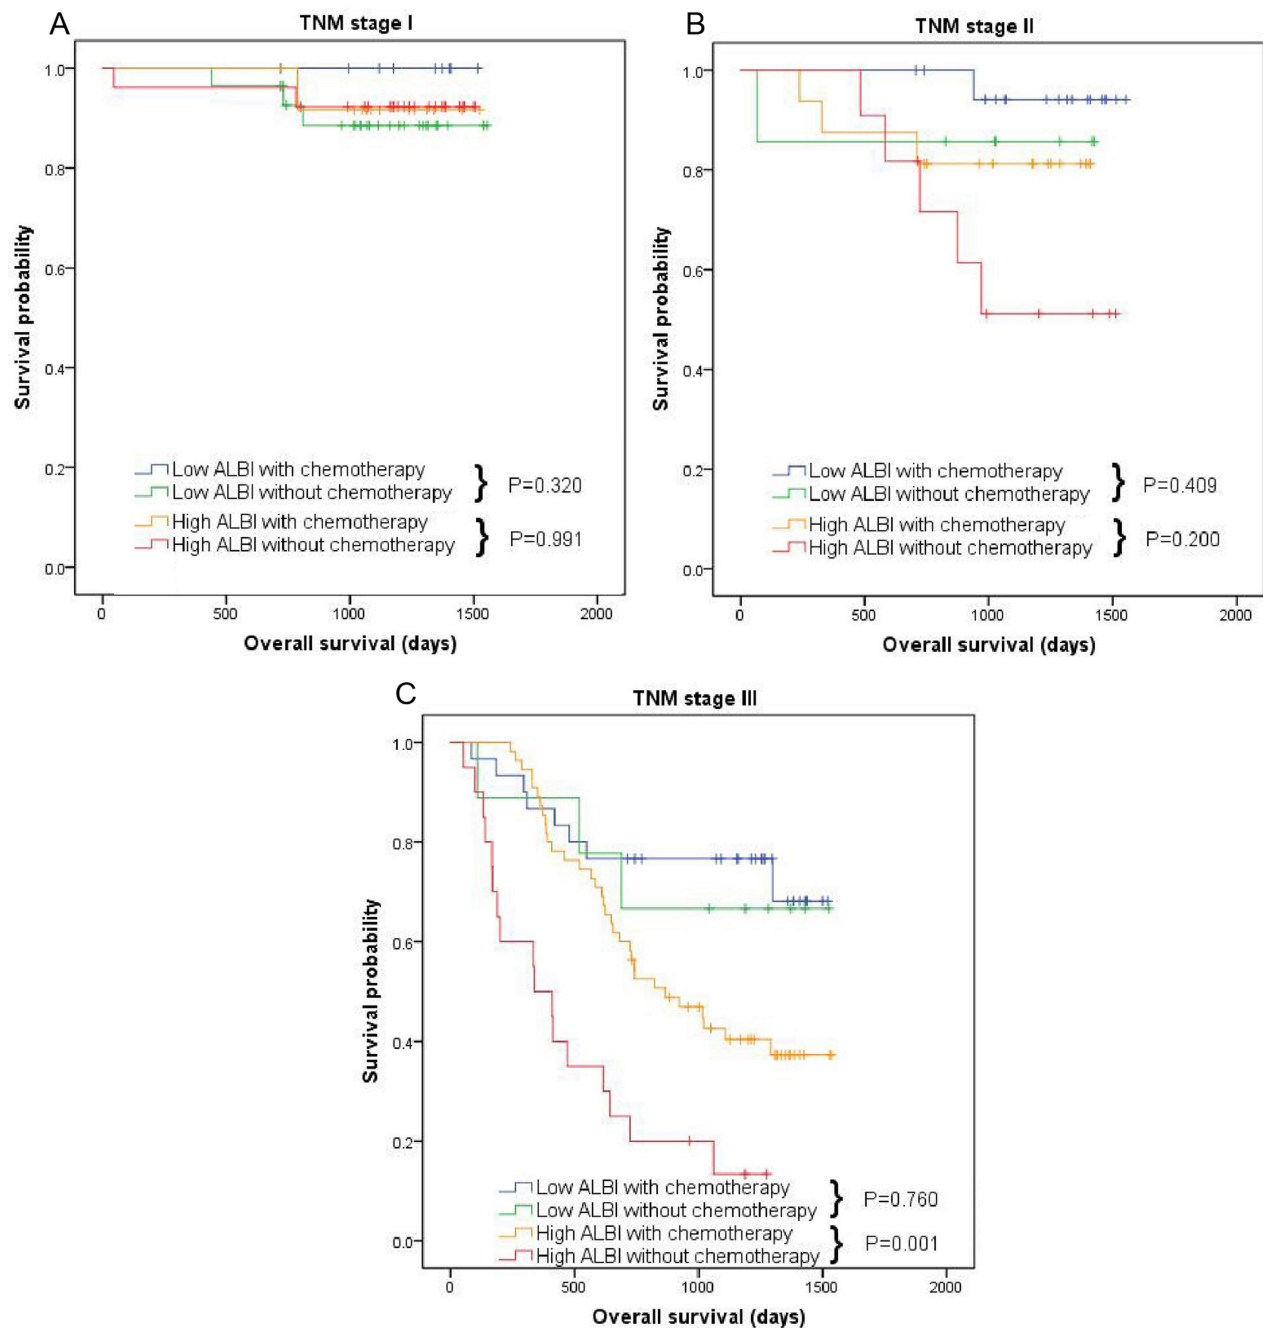 A
TNM stage I
1.0
0.8
0.6
0.4
0.2
0.0
Survival probability
Low ALBI with chemotherapy
Low ALBI without chemotherapy
P=0.320
High ALBI with chemotherapy
High ALBI without chemotherapy
P=0.991
0 500 1000 1500 2000
Overall survival (days)
B
TNM stage II
1.0
0.8
0.6
0.4
0.2
0.0
Survival probability
Low ALBI with chemotherapy
Low ALBI without chemotherapy
P=0.409
High ALBI with chemotherapy
High ALBI without chemotherapy
P=0.200
0 500 1000 1500 2000
Overall survival (days)
C
TNM stage III
1.0
0.8
0.6
0.4
0.2
0.0
Survival probability
Low ALBI with chemotherapy
Low ALBI without chemotherapy
P=0.760
High ALBI with chemotherapy
High ALBI without chemotherapy
P=0.001
0 500 1000 1500 2000
Overall survival (days)